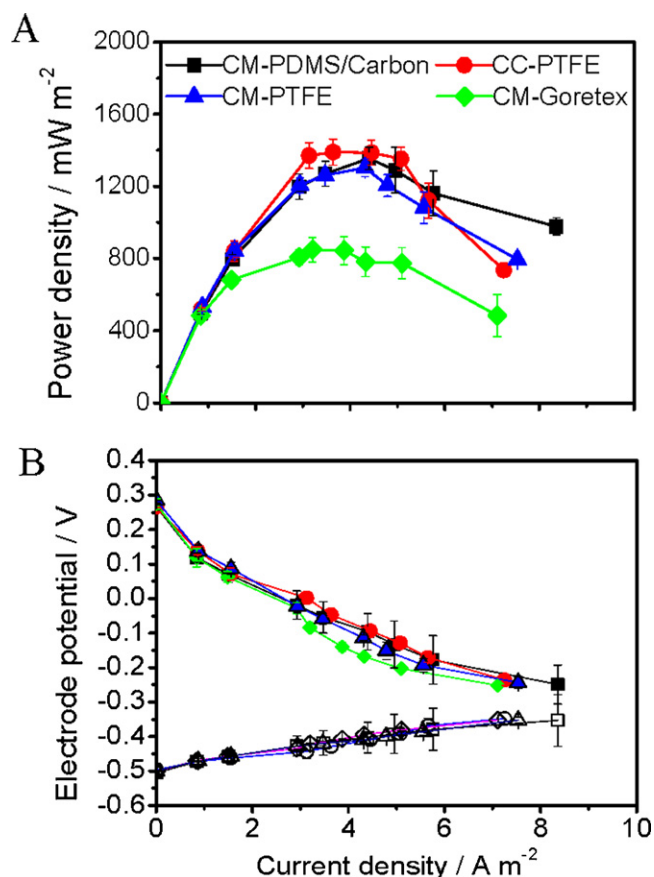 A
2000
CM-PDMS/Carbon
CC-PTFE
CM-PTFE
CM-Goretex
1600
1200
800
400
0
Power density / mW m-2
B
0.4
0.3
0.2
0.1
0.0
-0.1
-0.2
-0.3
-0.4
-0.5
-0.6
Electrode potential / V
0 2 4 6 8 10
Current density / A m-2